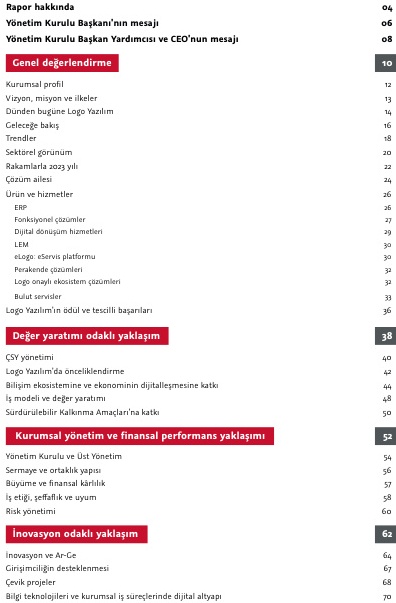 Rapor hakkında 04
Yönetim Kurulu Başkanı'nın mesajı 06
Yönetim Kurulu Başkan Yardımcısı ve CEO'nun mesajı 08
Genel değerlendirme 10
Kurumsal profil 12
Vizyon, misyon ve ilkeler 13
Dünden bugüne Logo Yazılım 14
Geleceğe bakış 16
Trendler 18
Sektörel görünüm 20
Rakamlarla 2023 yılı 22
Çözüm ailesi 24
Ürün ve hizmetler 26
ERP 26
Fonksiyonel çözümler 27
Dijital dönüşüm hizmetleri 29
LEM 30
eLogo: eServis platformu 30
Perakende çözümleri 32
Logo onaylı ekosistem çözümleri 32
Bulut servisler 33
Logo Yazılım'ın ödül ve tescilli başarıları 36
Değer yaratımı odaklı yaklaşım 38
ÇSY yönetimi 40
Logo Yazılım'da önceliklendirme 42
Bilişim ekosistemine ve ekonominin dijitalleşmesine katkı 44
İş modeli ve değer yaratımı 48
Sürdürülebilir Kalkınma Amaçları'na katkı 50
Kurumsal yönetim ve finansal performans yaklaşımı 52
Yönetim Kurulu ve Üst Yönetim 54
Sermaye ve ortaklık yapısı 56
Büyüme ve finansal kârlılık 57
İş etiği, şeffaflık ve uyum 58
Risk yönetimi 60
İnovasyon odaklı yaklaşım 62
İnovasyon ve Ar-Ge 64
Girişimciliğin desteklenmesi 67
Çevik projeler 68
Bilgi teknolojileri ve kurumsal iş süreçlerinde dijital altyapı 70